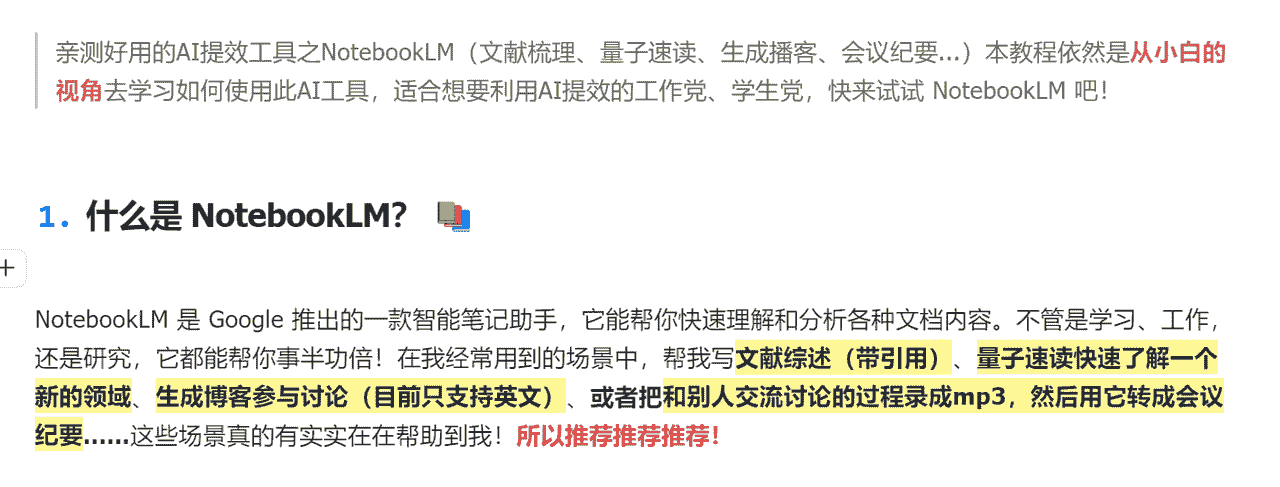 亲测好用的AI提效工具之NotebookLM（文献梳理、量子速读、生成播客、会议纪要...）本教程依然是从小白的
视角去学习如何使用此AI工具，适合想要利用AI提效的工作党、学生党，快来试试 NotebookLM 吧！
1. 什么是 NotebookLM？
NotebookLM 是 Google 推出的一款智能笔记助手，它能帮你快速理解和分析各种文档内容。不管是学习、工作，
还是研究，它都能帮你事半功倍！在我经常用到的场景中，帮我写文献综述（带引用）、量子速读快速了解一个
新的领域、生成博客参与讨论（目前只支持英文）、或者把和别人交流讨论的过程录成mp3，然后用它转成会议
纪要......这些场景真的有实实在在帮助到我！所以推荐推荐推荐！